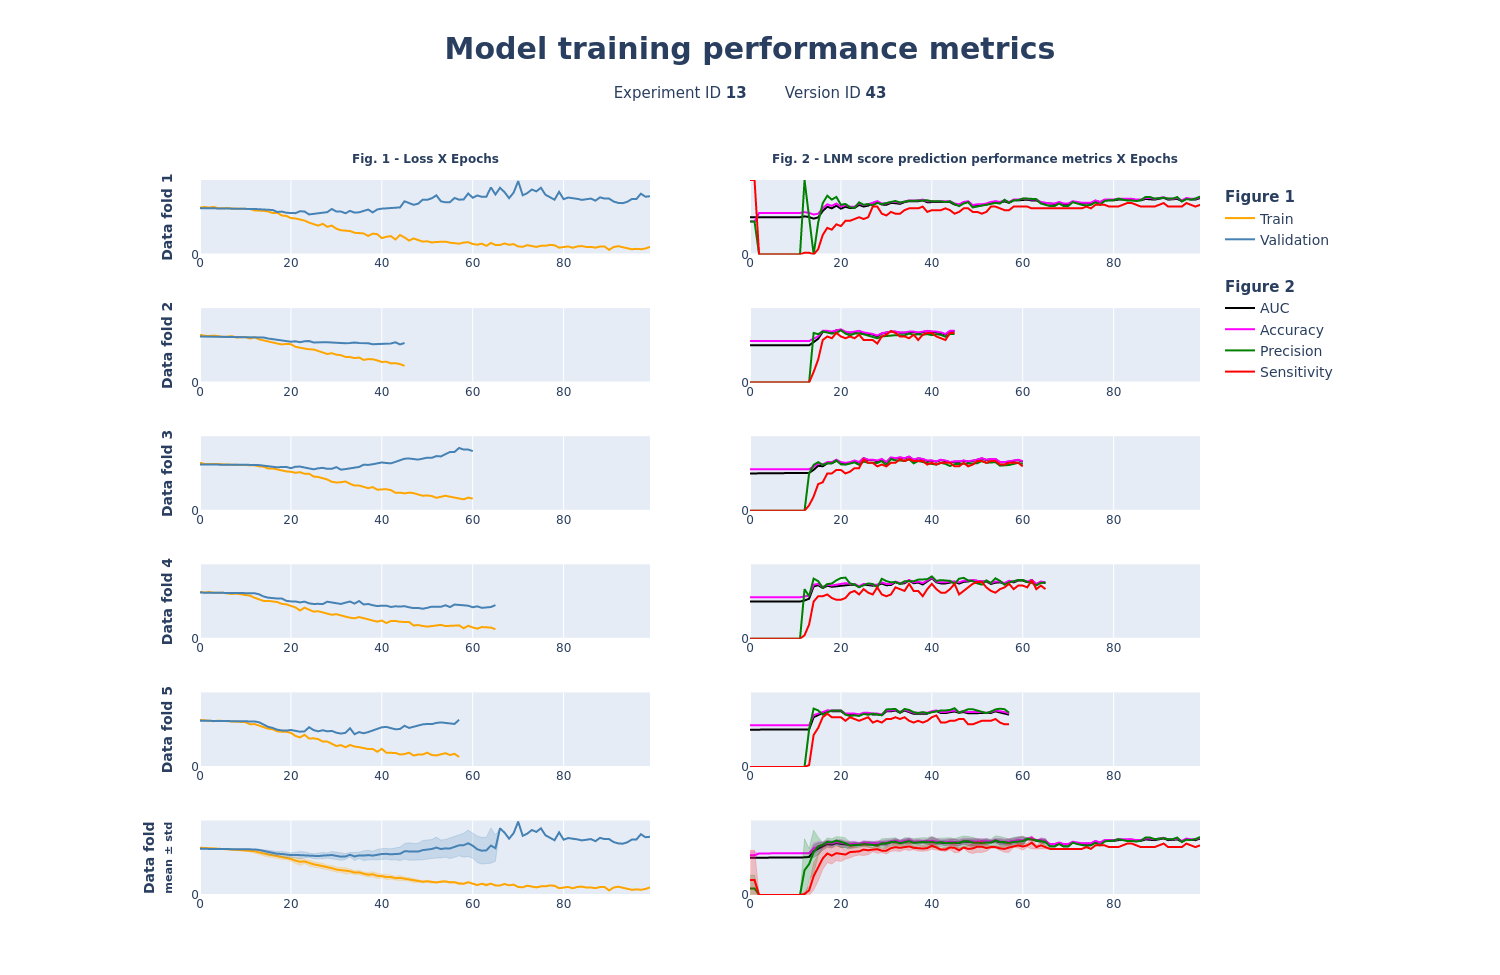 Model training performance metrics
Experiment ID 13 Version ID 43
Fig. 1 - Loss X Epochs
Fig. 2 - LNM score prediction performance metrics X Epochs
Figure 1
Train
Validation
Figure 2
AUC
Accuracy
Precision
Sensitivity
Data fold 1
0
0 20 40 60 80
0
0 20 40 60 80
Data fold 2
0
0 20 40 60 80
0
0 20 40 60 80
Data fold 3
0
0 20 40 60 80
0
0 20 40 60 80
Data fold 4
0
0 20 40 60 80
0
0 20 40 60 80
Data fold 5
0
0 20 40 60 80
0
0 20 40 60 80
Data fold
mean ± std
0
0 20 40 60 80
0
0 20 40 60 80